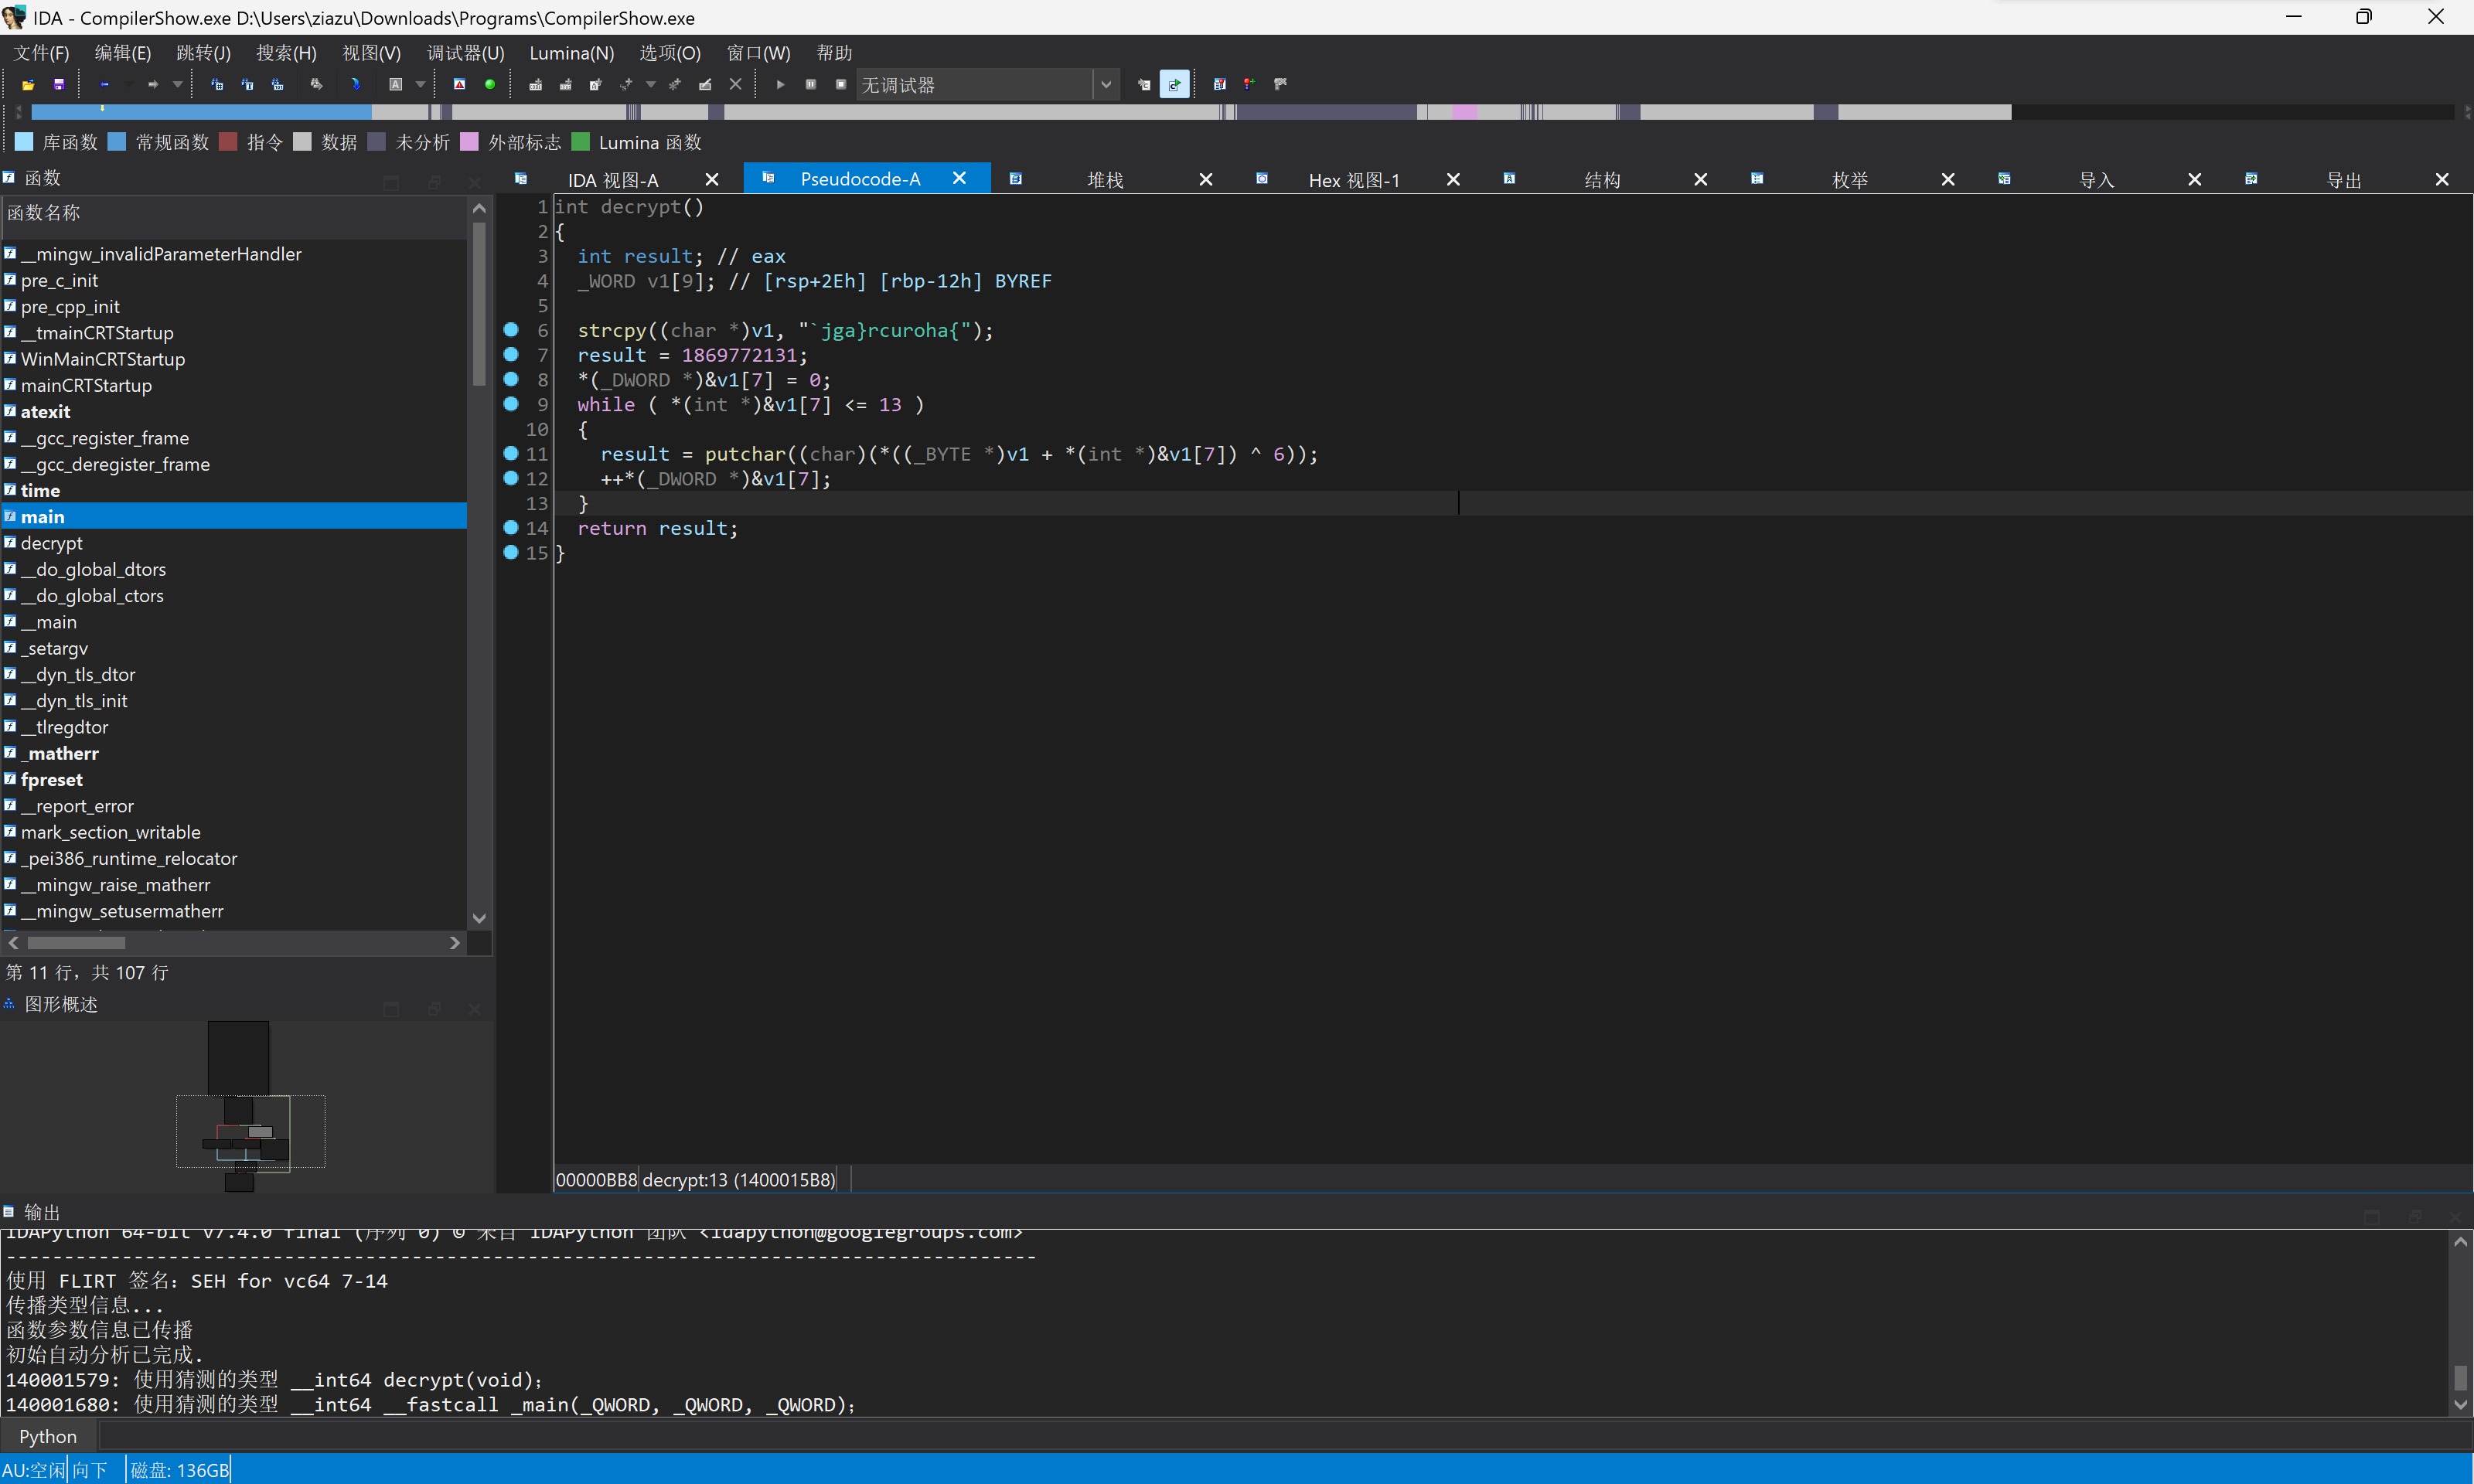 IDA - CompilerShow.exe D:\Users\ziazu\Downloads\Programs\CompilerShow.exe
文件(F) 编辑(E) 跳转(J) 搜索(H) 视图(V) 调试器(U) Lumina(N) 选项(O) 窗口(W) 帮助
无调试器
库函数 常规函数 指令 数据 未分析 外部标志 Lumina 函数
函数
IDA 视图-A Pseudocode-A 堆栈 Hex 视图-1 结构 枚举 导入 导出
函数名称
__mingw_invalidParameterHandler
pre_c_init
pre_cpp_init
__tmainCRTStartup
WinMainCRTStartup
mainCRTStartup
atexit
__gcc_register_frame
__gcc_deregister_frame
time
main
decrypt
__do_global_dtors
__do_global_ctors
__main
_setargv
__dyn_tls_dtor
__dyn_tls_init
__tlregdtor
_matherr
fpreset
__report_error
mark_section_writable
_pei386_runtime_relocator
__mingw_raise_matherr
__mingw_setusermatherr
第 11 行，共 107 行
图形概述
1 int decrypt()
2 {
3 int result; // eax
4 _WORD v1[9]; // [rsp+2Eh] [rbp-12h] BYREF
5
6 strcpy((char *)v1, "`jga}rcuroha{");
7 result = 1869772131;
8 *(_DWORD *)&v1[7] = 0;
9 while ( *(int *)&v1[7] <= 13 )
10 {
11 result = putchar((char)(*((_BYTE *)v1 + *(int *)&v1[7]) ^ 6));
12 ++*(_DWORD *)&v1[7];
13 }
14 return result;
15 }
00000BB8 decrypt:13 (1400015B8)
输出
IDAPython 64-bit v7.4.0 final (序列 0) © 来自 IDAPython 团队 <idapython@googlegroups.com>
-----------------------------------------------------------------------------------------
使用 FLIRT 签名: SEH for vc64 7-14
传播类型信息...
函数参数信息已传播
初始自动分析已完成.
140001579: 使用猜测的类型 __int64 decrypt(void);
140001680: 使用猜测的类型 __int64 __fastcall _main(_QWORD, _QWORD, _QWORD);
Python
AU:空闲 向下 磁盘: 136GB